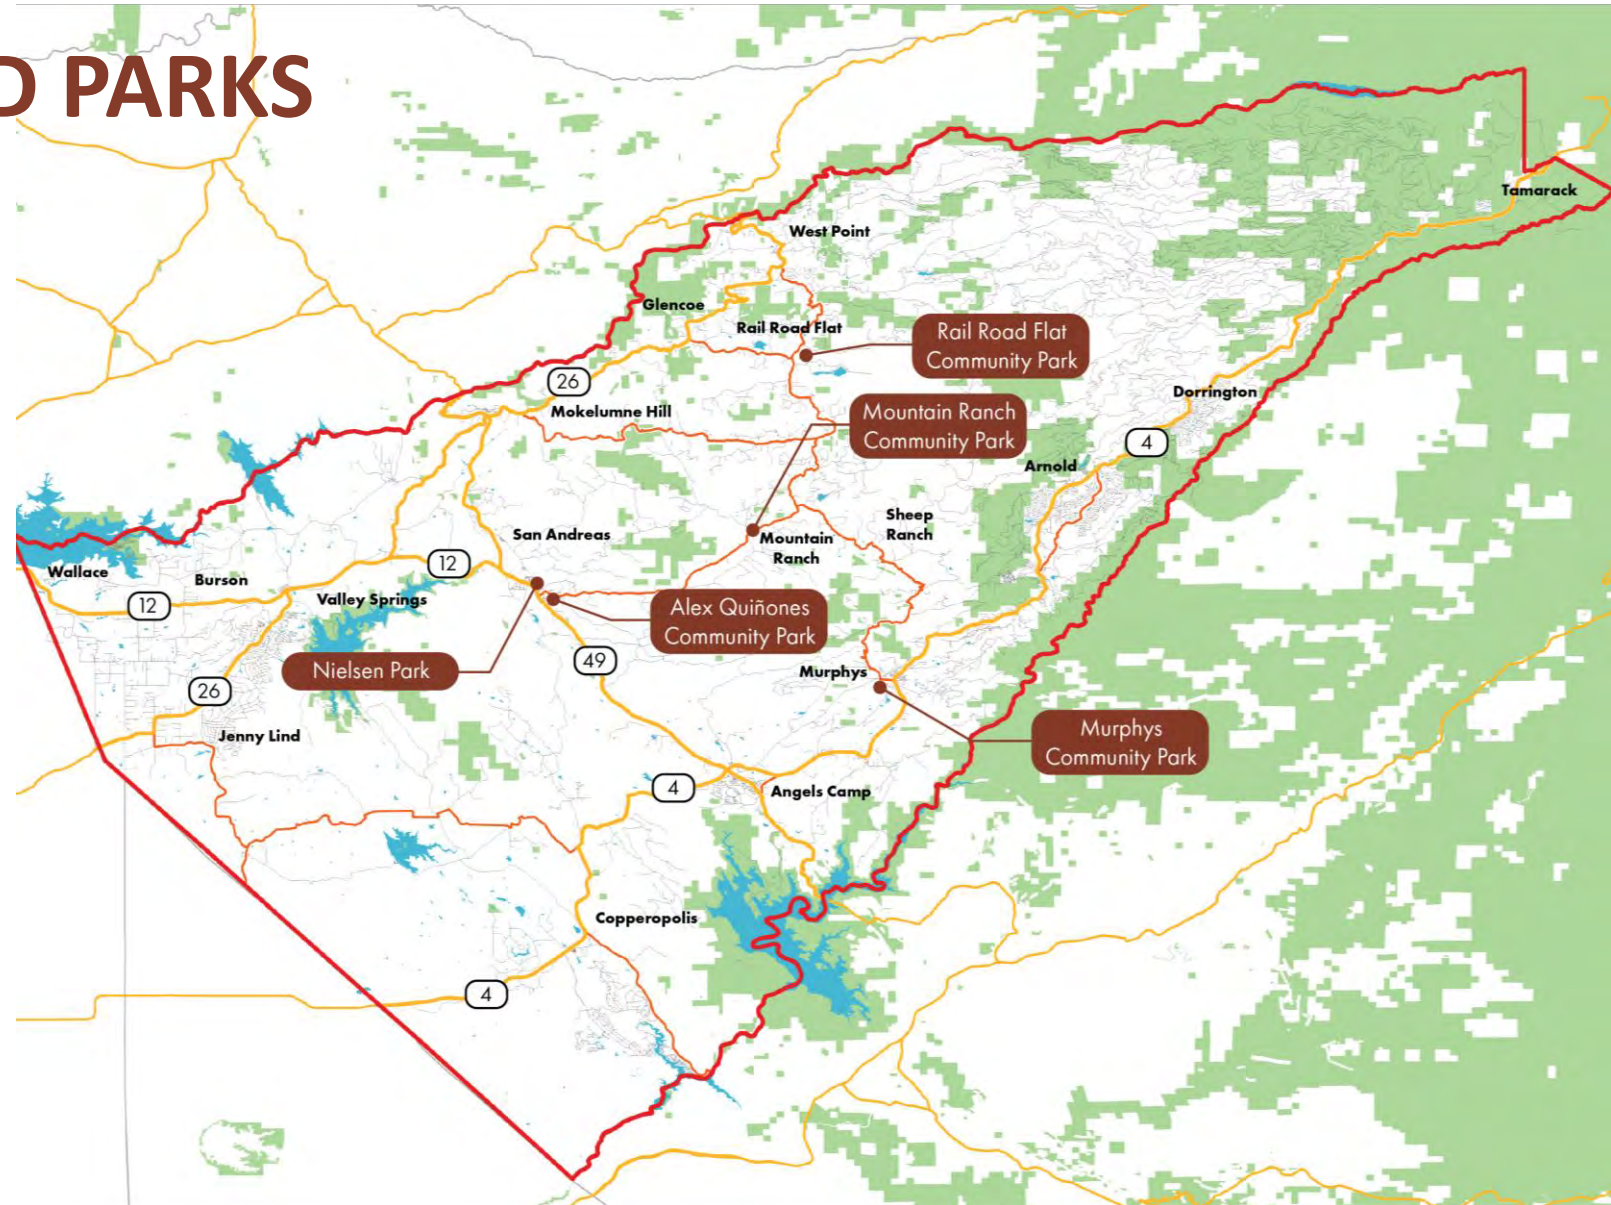 D PARKS
Tamarack
West Point
Glencoe
Rail Road Flat
Rail Road Flat
Community Park
26
Mokelumne Hill
Mountain Ranch
Community Park
Dorrington
4
Arnold
San Andreas
Sheep
Ranch
Mountain
Ranch
12
Wallace
Burson
Valley Springs
12
Alex Quiñones
Community Park
Nielsen Park
49
26
Murphys
Jenny Lind
Murphys
Community Park
4
Angels Camp
Copperopolis
4